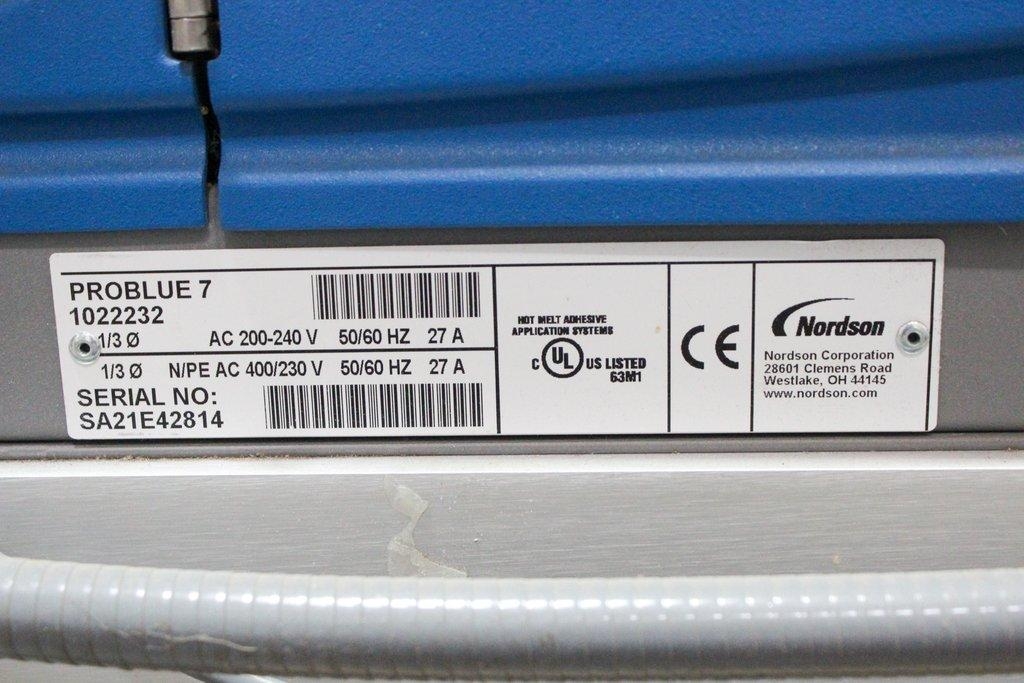 PROBLUE 7
1022232
1/3 Ø AC 200-240 V 50/60 HZ 27 A
1/3 Ø N/PE AC 400/230 V 50/60 HZ 27 A
SERIAL NO:
SA21E42814
HOT MELT ADHESIVE
APPLICATION SYSTEMS
C UL US LISTED
63M1
CE
Nordson
Nordson Corporation
28601 Clemens Road
Westlake, OH 44145
www.nordson.com